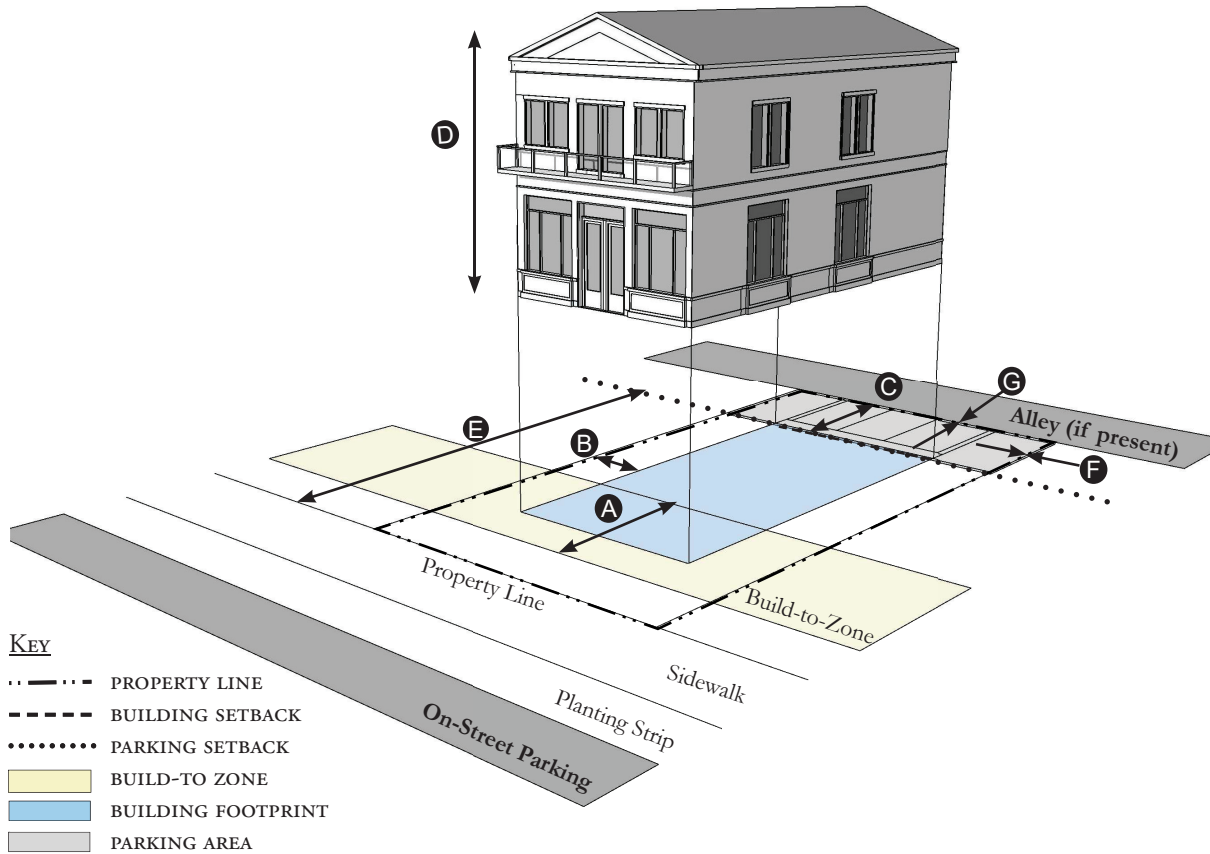 D
C
G
Alley (if present)
E
B
F
A
Property Line
Build-to-Zone
Sidewalk
Planting Strip
On-Street Parking
KEY
PROPERTY LINE
BUILDING SETBACK
PARKING SETBACK
BUILD-TO ZONE
BUILDING FOOTPRINT
PARKING AREA